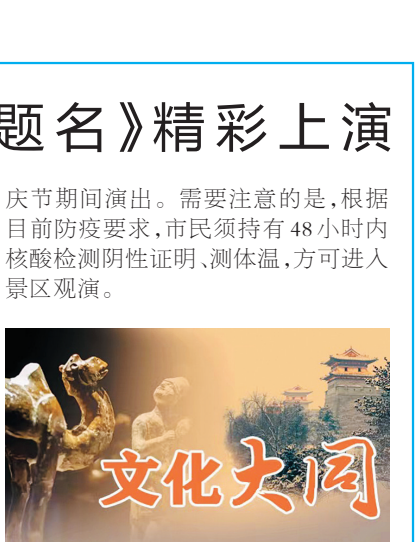 题名》精彩上演
庆节期间演出。需要注意的是,根据
目前防疫要求,市民须持有48小时内
核酸检测阴性证明、测体温,方可进入
景区观演。
文化大同